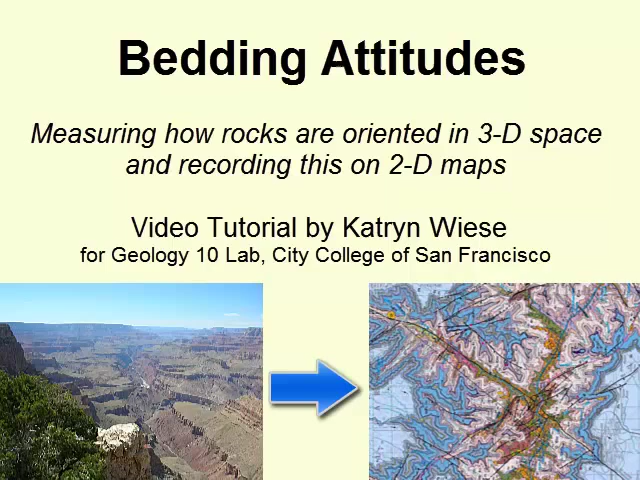 Bedding Attitudes
Measuring how rocks are oriented in 3-D space
and recording this on 2-D maps
Video Tutorial by Katryn Wiese
for Geology 10 Lab, City College of San Francisco